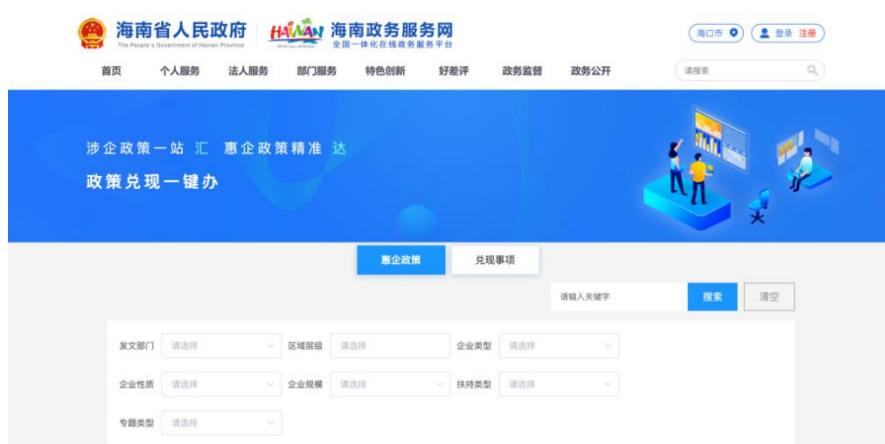 海南省人民政府
The People's Government of Hainan Province
HAINAN
海南政务服务网
全国一体化在线政务服务平台
海口市
登录 注册
首页 个人服务 法人服务 部门服务 特色创新 好差评 政务监督 政务公开
请搜索
涉企政策一站 汇 惠企政策精准 达
政策兑现一键办
惠企政策 兑现事项
请输入关键字 搜索 清空
发文部门 请选择 区域层级 请选择 企业类型 请选择
企业性质 请选择 企业规模 请选择 扶持类型 请选择
专题类型 请选择